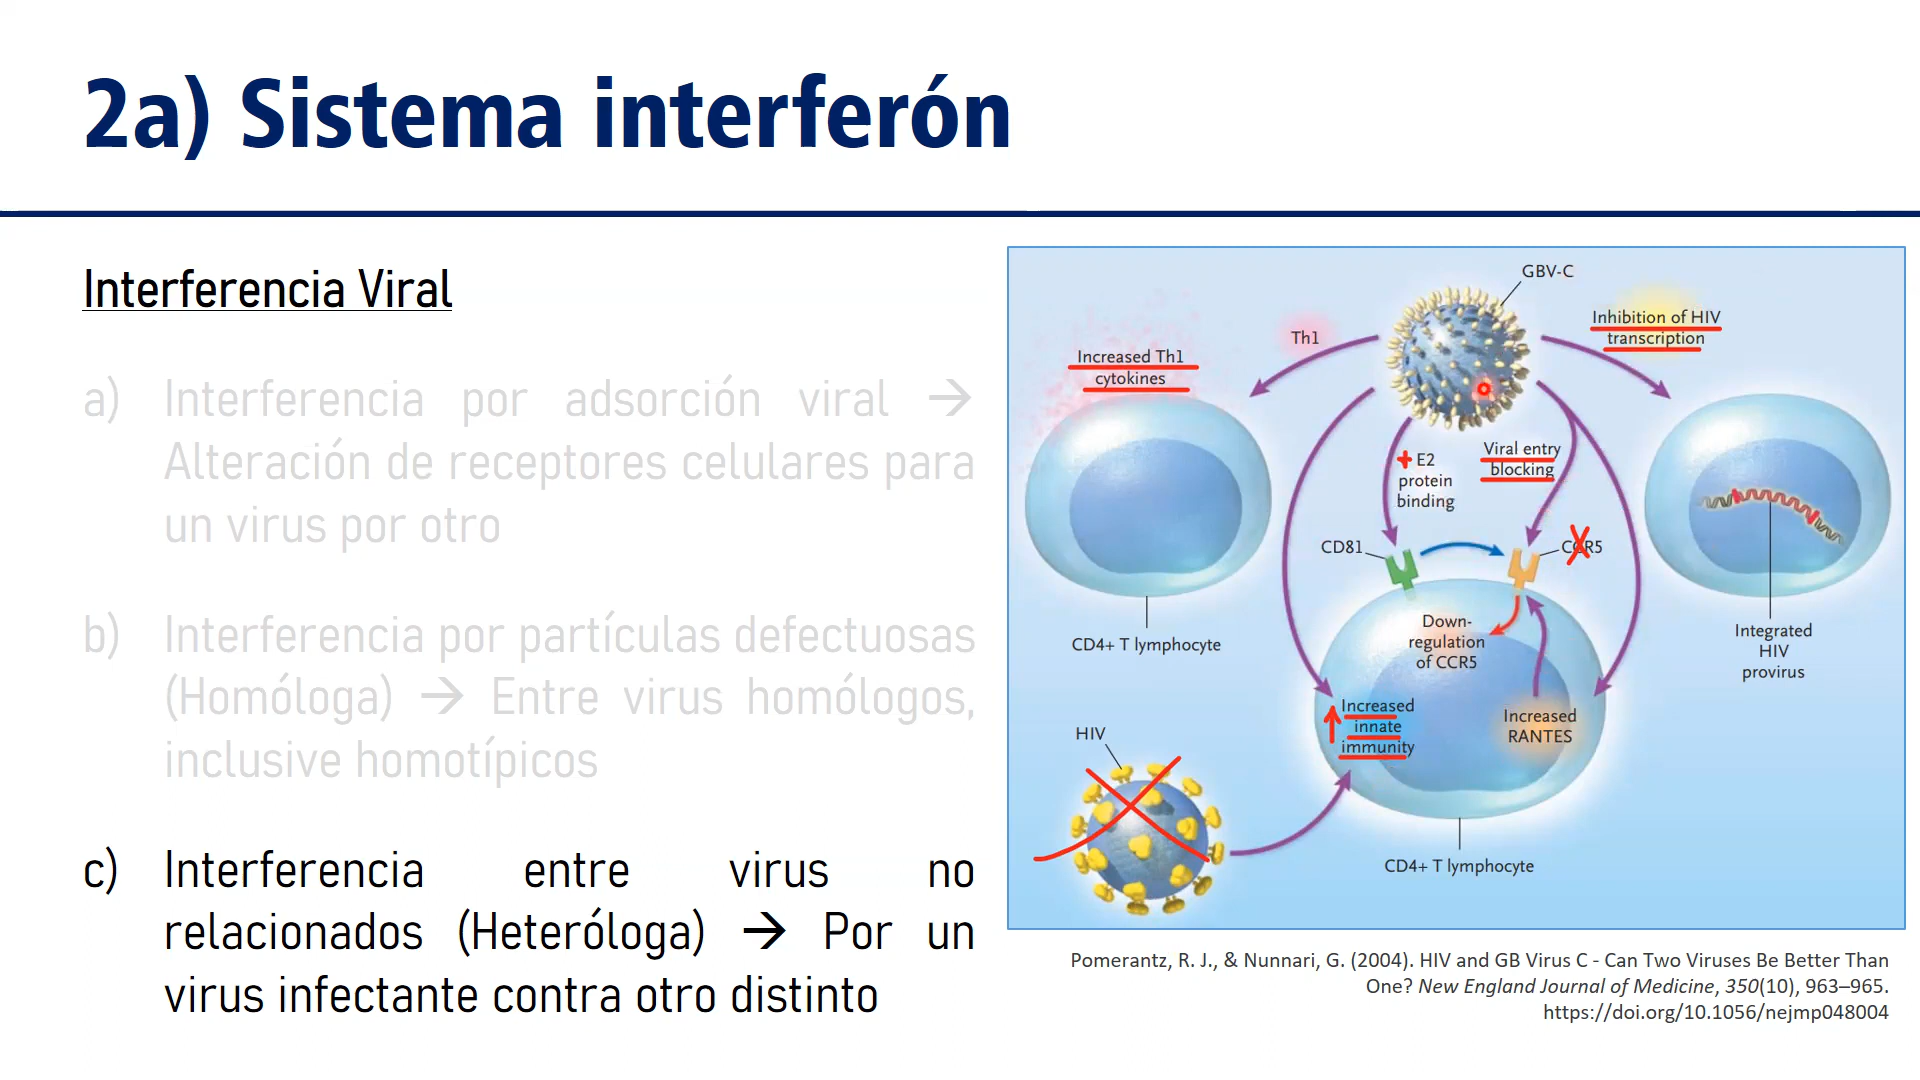 2a) Sistema interferón
Interferencia Viral
a) Interferencia por adsorción viral →
Alteración de receptores celulares para
un virus por otro
b) Interferencia por partículas defectuosas
(Homóloga) → Entre virus homólogos,
inclusive homotípicos
c) Interferencia entre virus no
relacionados (Heteróloga) → Por un
virus infectante contra otro distinto
GBV-C
Th1
Inhibition of HIV
transcription
Increased Th1
cytokines
+ E2
protein
binding
Viral entry
blocking
CD81
CCR5
CD4+ T lymphocyte
Down-
regulation
of CCR5
Integrated
HIV
provirus
Increased
innate
immunity
Increased
RANTES
HIV
CD4+ T lymphocyte
Pomerantz, R. J., & Nunnari, G. (2004). HIV and GB Virus C - Can Two Viruses Be Better Than
One? New England Journal of Medicine, 350(10), 963–965.
https://doi.org/10.1056/nejmp048004